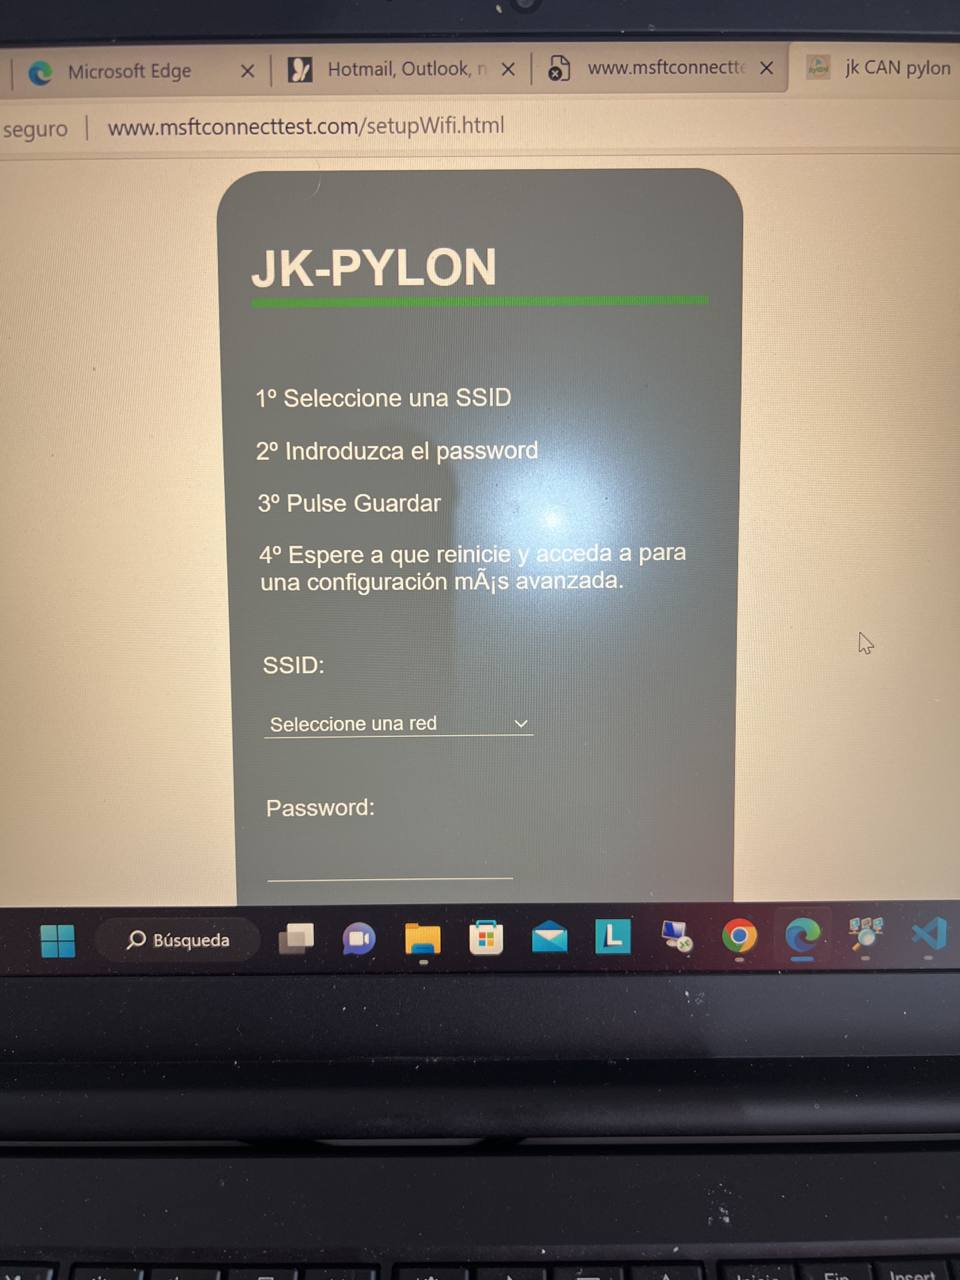 Microsoft Edge
Hotmail, Outlook, n
www.msftconnectte
jk CAN pylon
seguro
www.msftconnecttest.com/setupWifi.html
JK-PYLON
1º Seleccione una SSID
2º Indroduzca el password
3º Pulse Guardar
4º Espere a que reinicie y acceda a para
una configuración mÃ¡s avanzada.
SSID:
Seleccione una red
Password:
Búsqueda
L
Fin
Insert